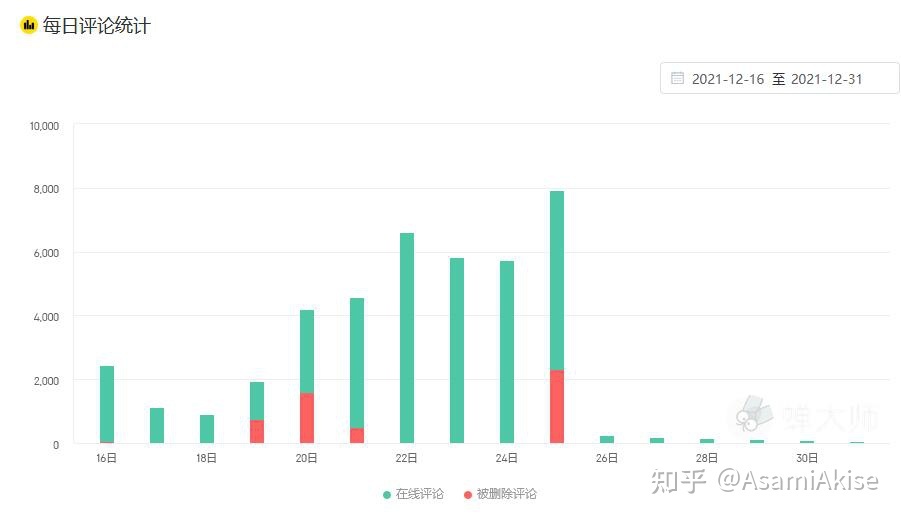 每日评论统计
2021-12-16 至 2021-12-31
10,000
8,000
6,000
4,000
2,000
0
16日 18日 20日 22日 24日 26日 28日 30日
在线评论 被删除评论
蝉大师
知乎 @AsamiAkise